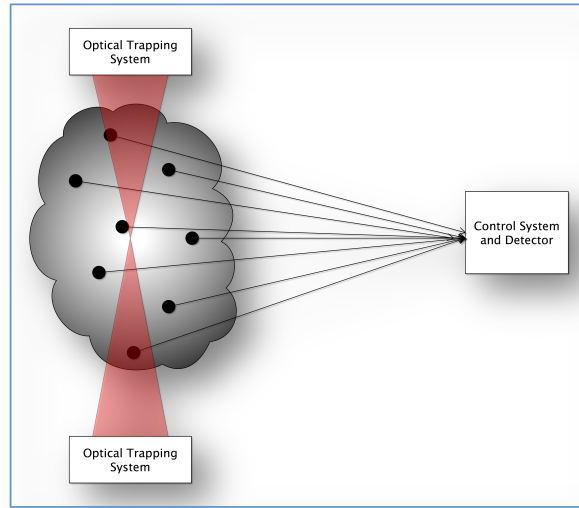 Optical Trapping
System
Control System
and Detector
Optical Trapping
System